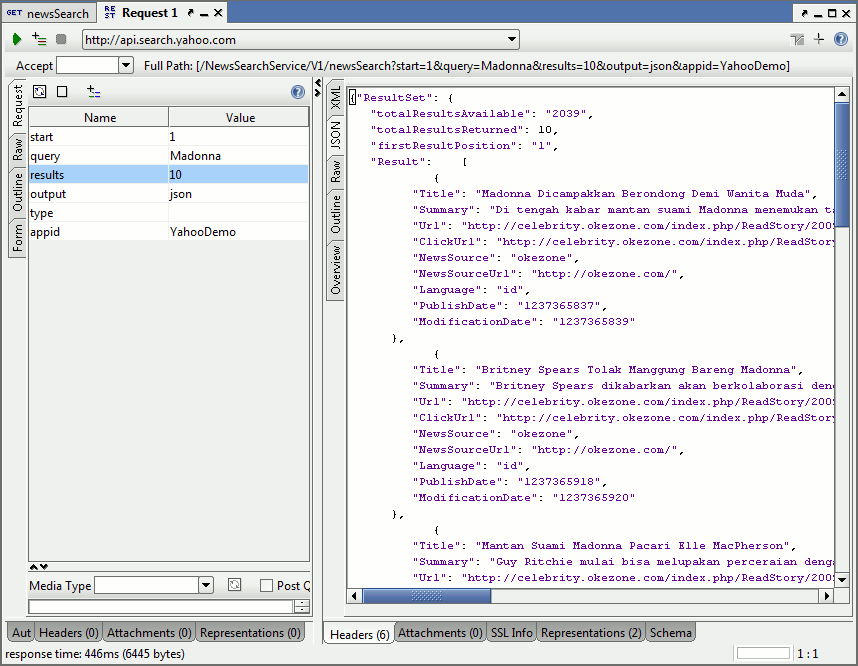 GET newsSearch
REST Request 1
http://api.search.yahoo.com
Accept
Full Path: [/NewsSearchService/V1/newsSearch?start=1&query=Madonna&results=10&output=json&appid=YahooDemo]
Request
Raw
Outline
Form
Name Value
start 1
query Madonna
results 10
output json
type
appid YahooDemo
Media Type
Post Q
Aut
Headers (0)
Attachments (0)
Representations (0)
XML
JSON
Raw
Outline
Overview
{"ResultSet": {
"totalResultsAvailable": "2039",
"totalResultsReturned": 10,
"firstResultPosition": "1",
"Result": [
{
"Title": "Madonna Dicampakkan Berondong Demi Wanita Muda",
"Summary": "Di tengah kabar mantan suami Madonna menemukan ta
"Url": "http://celebrity.okezone.com/index.php/ReadStory/200
"ClickUrl": "http://celebrity.okezone.com/index.php/ReadStory
"NewsSource": "okezone",
"NewsSourceUrl": "http://okezone.com/",
"Language": "id",
"PublishDate": "1237365837",
"ModificationDate": "1237365839"
},
{
"Title": "Britney Spears Tolak Manggung Bareng Madonna",
"Summary": "Britney Spears dikabarkan akan berkolaborasi deng
"Url": "http://celebrity.okezone.com/index.php/ReadStory/200
"ClickUrl": "http://celebrity.okezone.com/index.php/ReadStory
"NewsSource": "okezone",
"NewsSourceUrl": "http://okezone.com/",
"Language": "id",
"PublishDate": "1237365918",
"ModificationDate": "1237365920"
},
{
"Title": "Mantan Suami Madonna Pacari Elle MacPherson",
"Summary": "Guy Ritchie mulai bisa melupakan perceraian denga
"Url": "http://celebrity.okezone.com/index.php/ReadStory/200
Headers (6)
Attachments (0)
SSL Info
Representations (2)
Schema
response time: 446ms (6445 bytes)
1 : 1